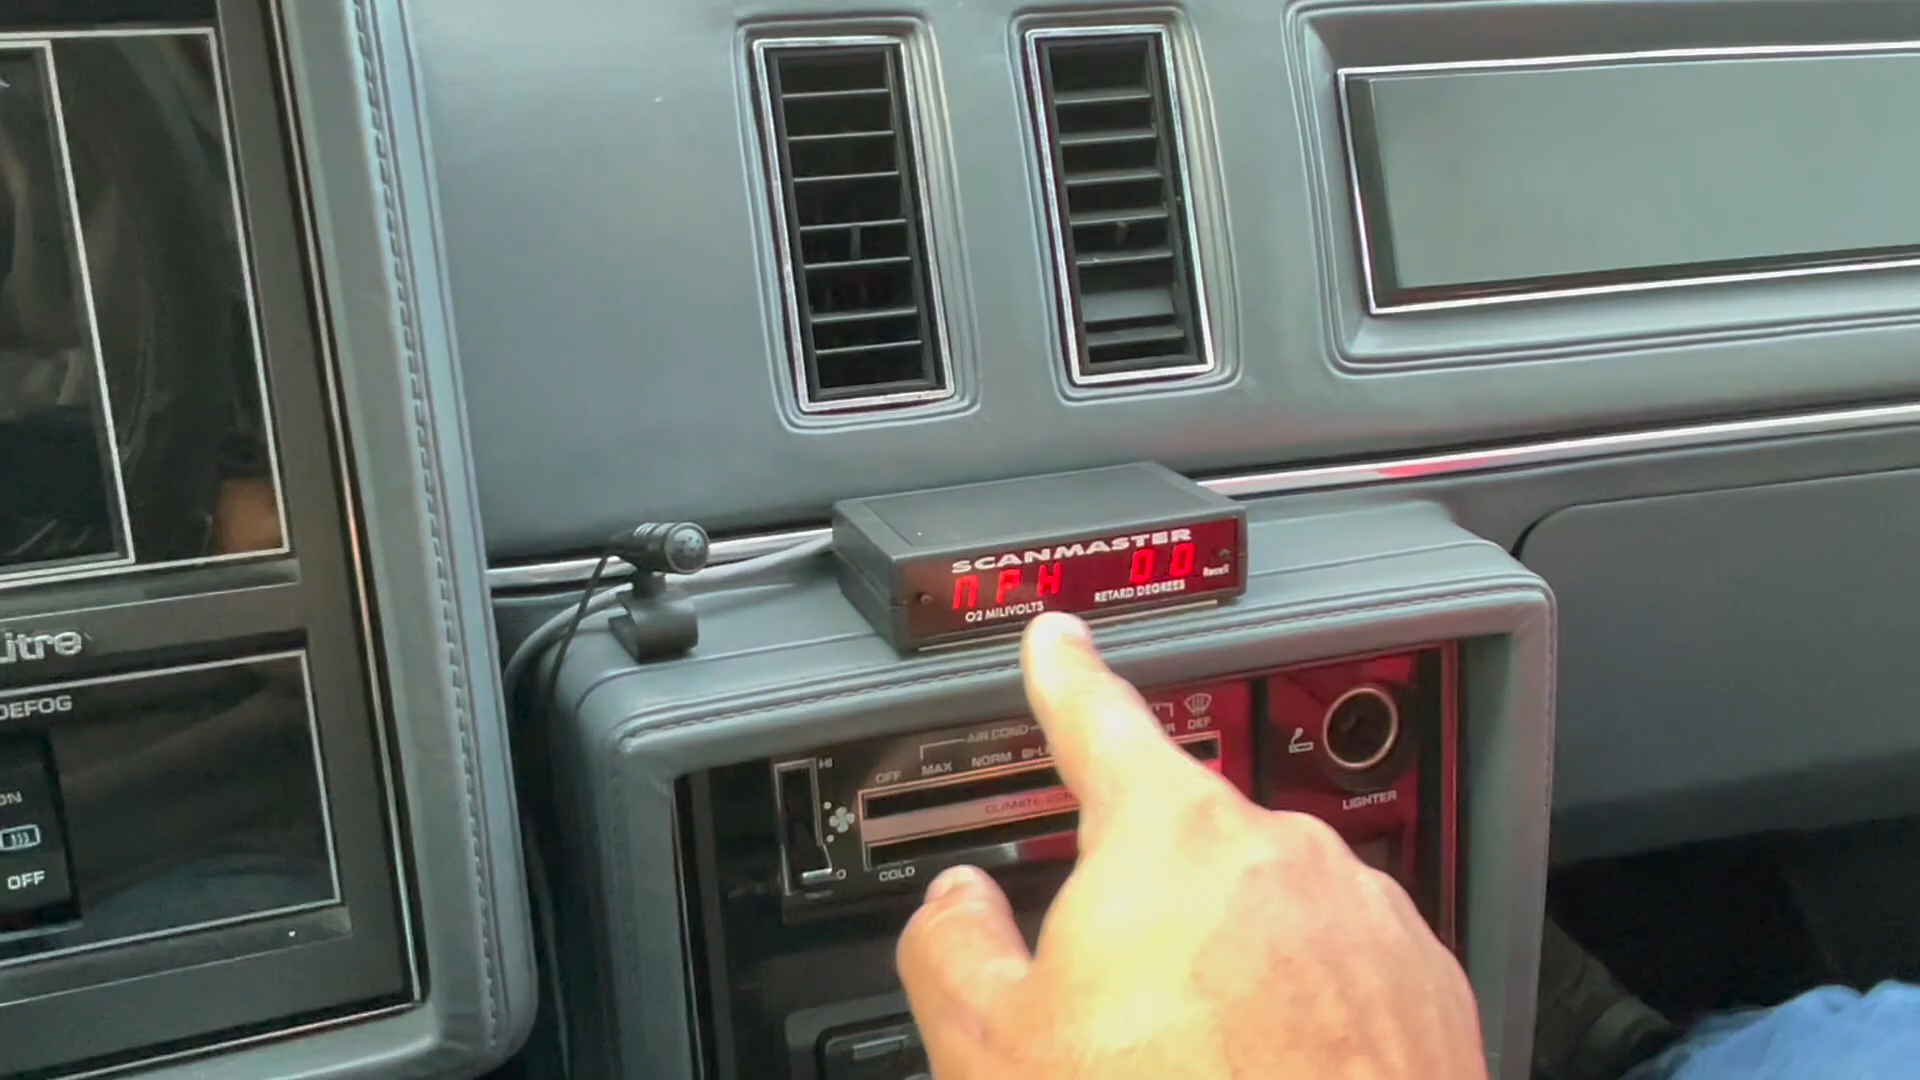 SCANMASTER
MPH 00
Recall
O2 MILIVOLTS
RETARD DEGREES
DEFOG
ON
OFF
HI
AIR COND
DEF
OFF MAX NORM
COLD
LIGHTER